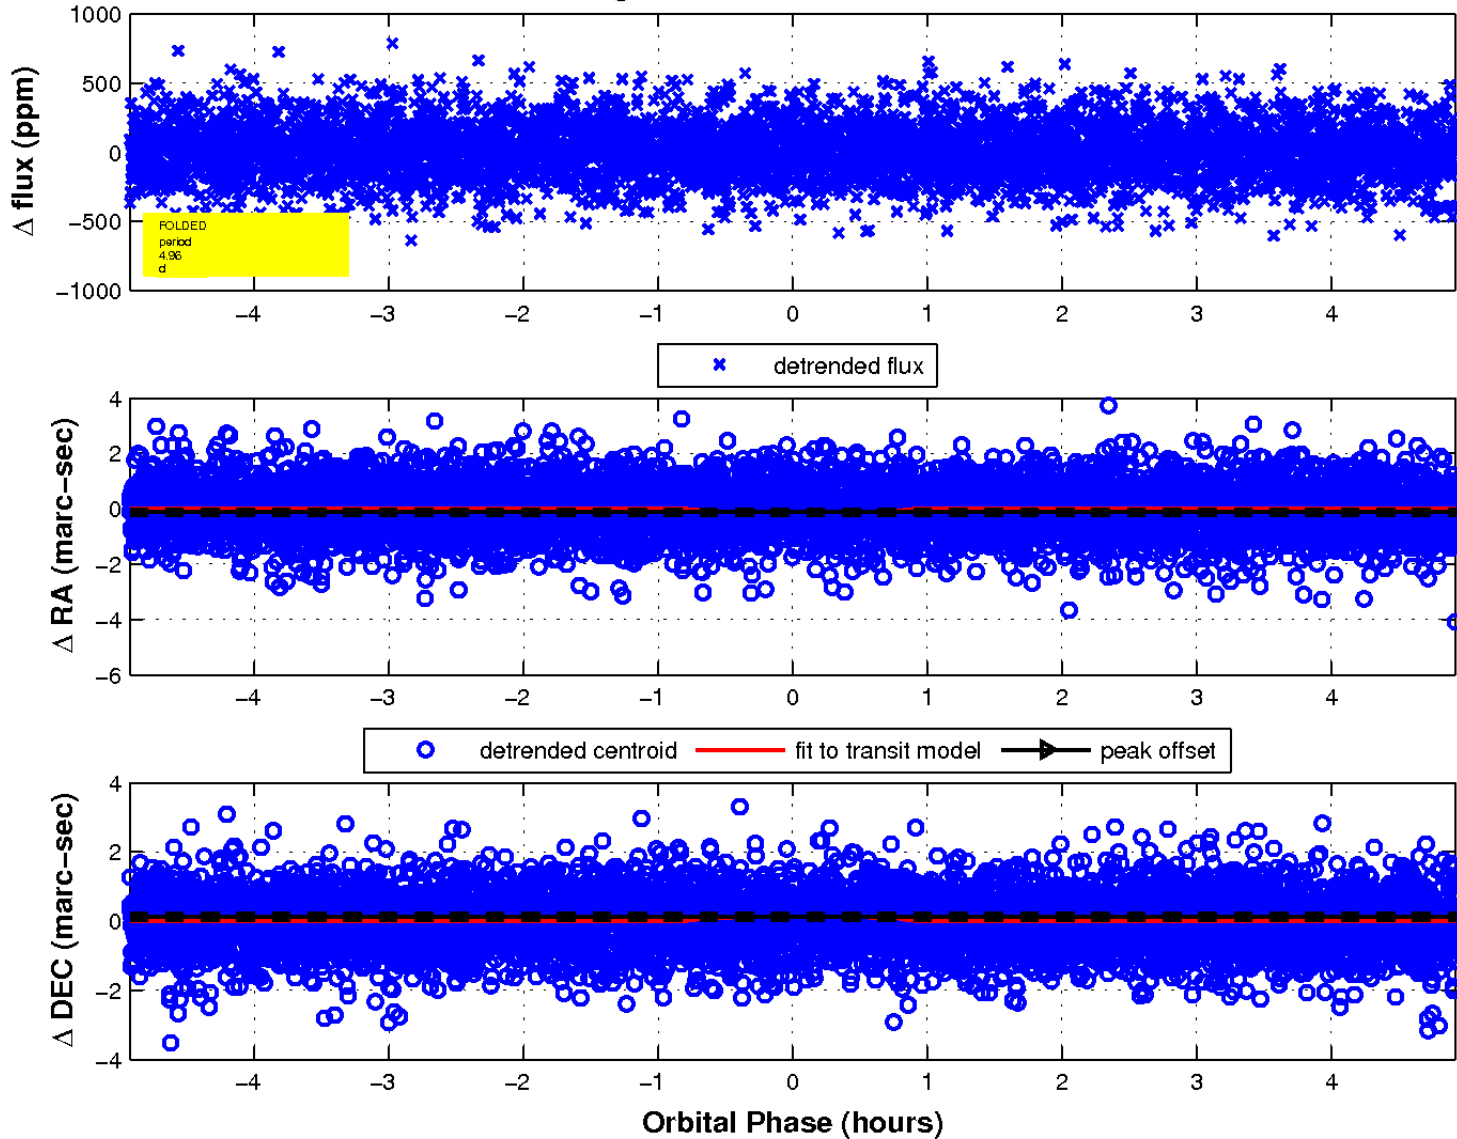 1000
500
0
−500
−1000
Δ flux (ppm)
FOLDED
period
4.96
d
−4 −3 −2 −1 0 1 2 3 4
detrended flux
4
2
0
−2
−4
−6
Δ RA (marc−sec)
−4 −3 −2 −1 0 1 2 3 4
detrended centroid fit to transit model peak offset
4
2
0
−2
−4
Δ DEC (marc−sec)
−4 −3 −2 −1 0 1 2 3 4
Orbital Phase (hours)